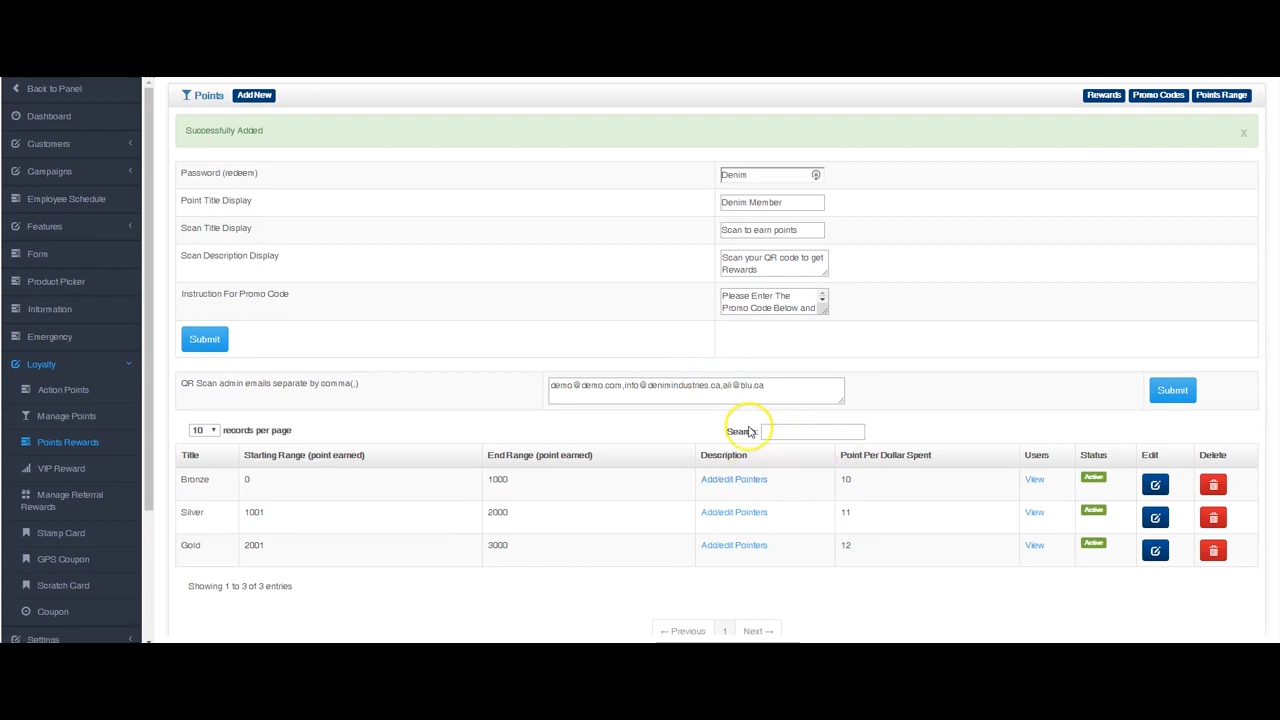 Back to Panel
Dashboard
Customers
Campaigns
Employee Schedule
Features
Form
Product Picker
Information
Emergency
Loyalty
Action Points
Manage Points
Points Rewards
VIP Reward
Manage Referral
Rewards
Stamp Card
GPS Coupon
Scratch Card
Coupon
Settings
Points Add New Rewards Promo Codes Points Range
Successfully Added x
Password (redeem) Denim
Point Title Display Denim Member
Scan Title Display Scan to earn points
Scan Description Display Scan your QR code to get
Rewards
Instruction For Promo Code Please Enter The
Promo Code Below and
Submit
QR Scan admin emails separate by comma(,) demo@demo.com,info@denimindustries.ca,ali@blu.ca Submit
10 records per page Search:
Title Starting Range (point earned) End Range (point earned) Description Point Per Dollar Spent Users Status Edit Delete
Bronze 0 1000 Add/edit Pointers 10 View Active
Silver 1001 2000 Add/edit Pointers 11 View Active
Gold 2001 3000 Add/edit Pointers 12 View Active
Showing 1 to 3 of 3 entries
← Previous 1 Next →